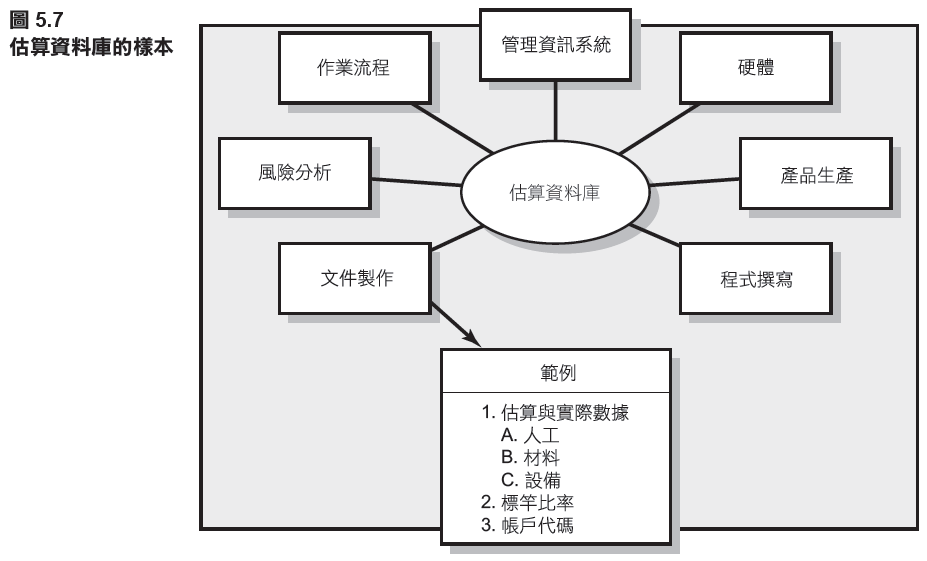 圖 5.7
估算資料庫的樣本
管理資訊系統
作業流程
硬體
風險分析
估算資料庫
產品生產
文件製作
程式撰寫
範例
1. 估算與實際數據
A. 人工
B. 材料
C. 設備
2. 標竿比率
3. 帳戶代碼